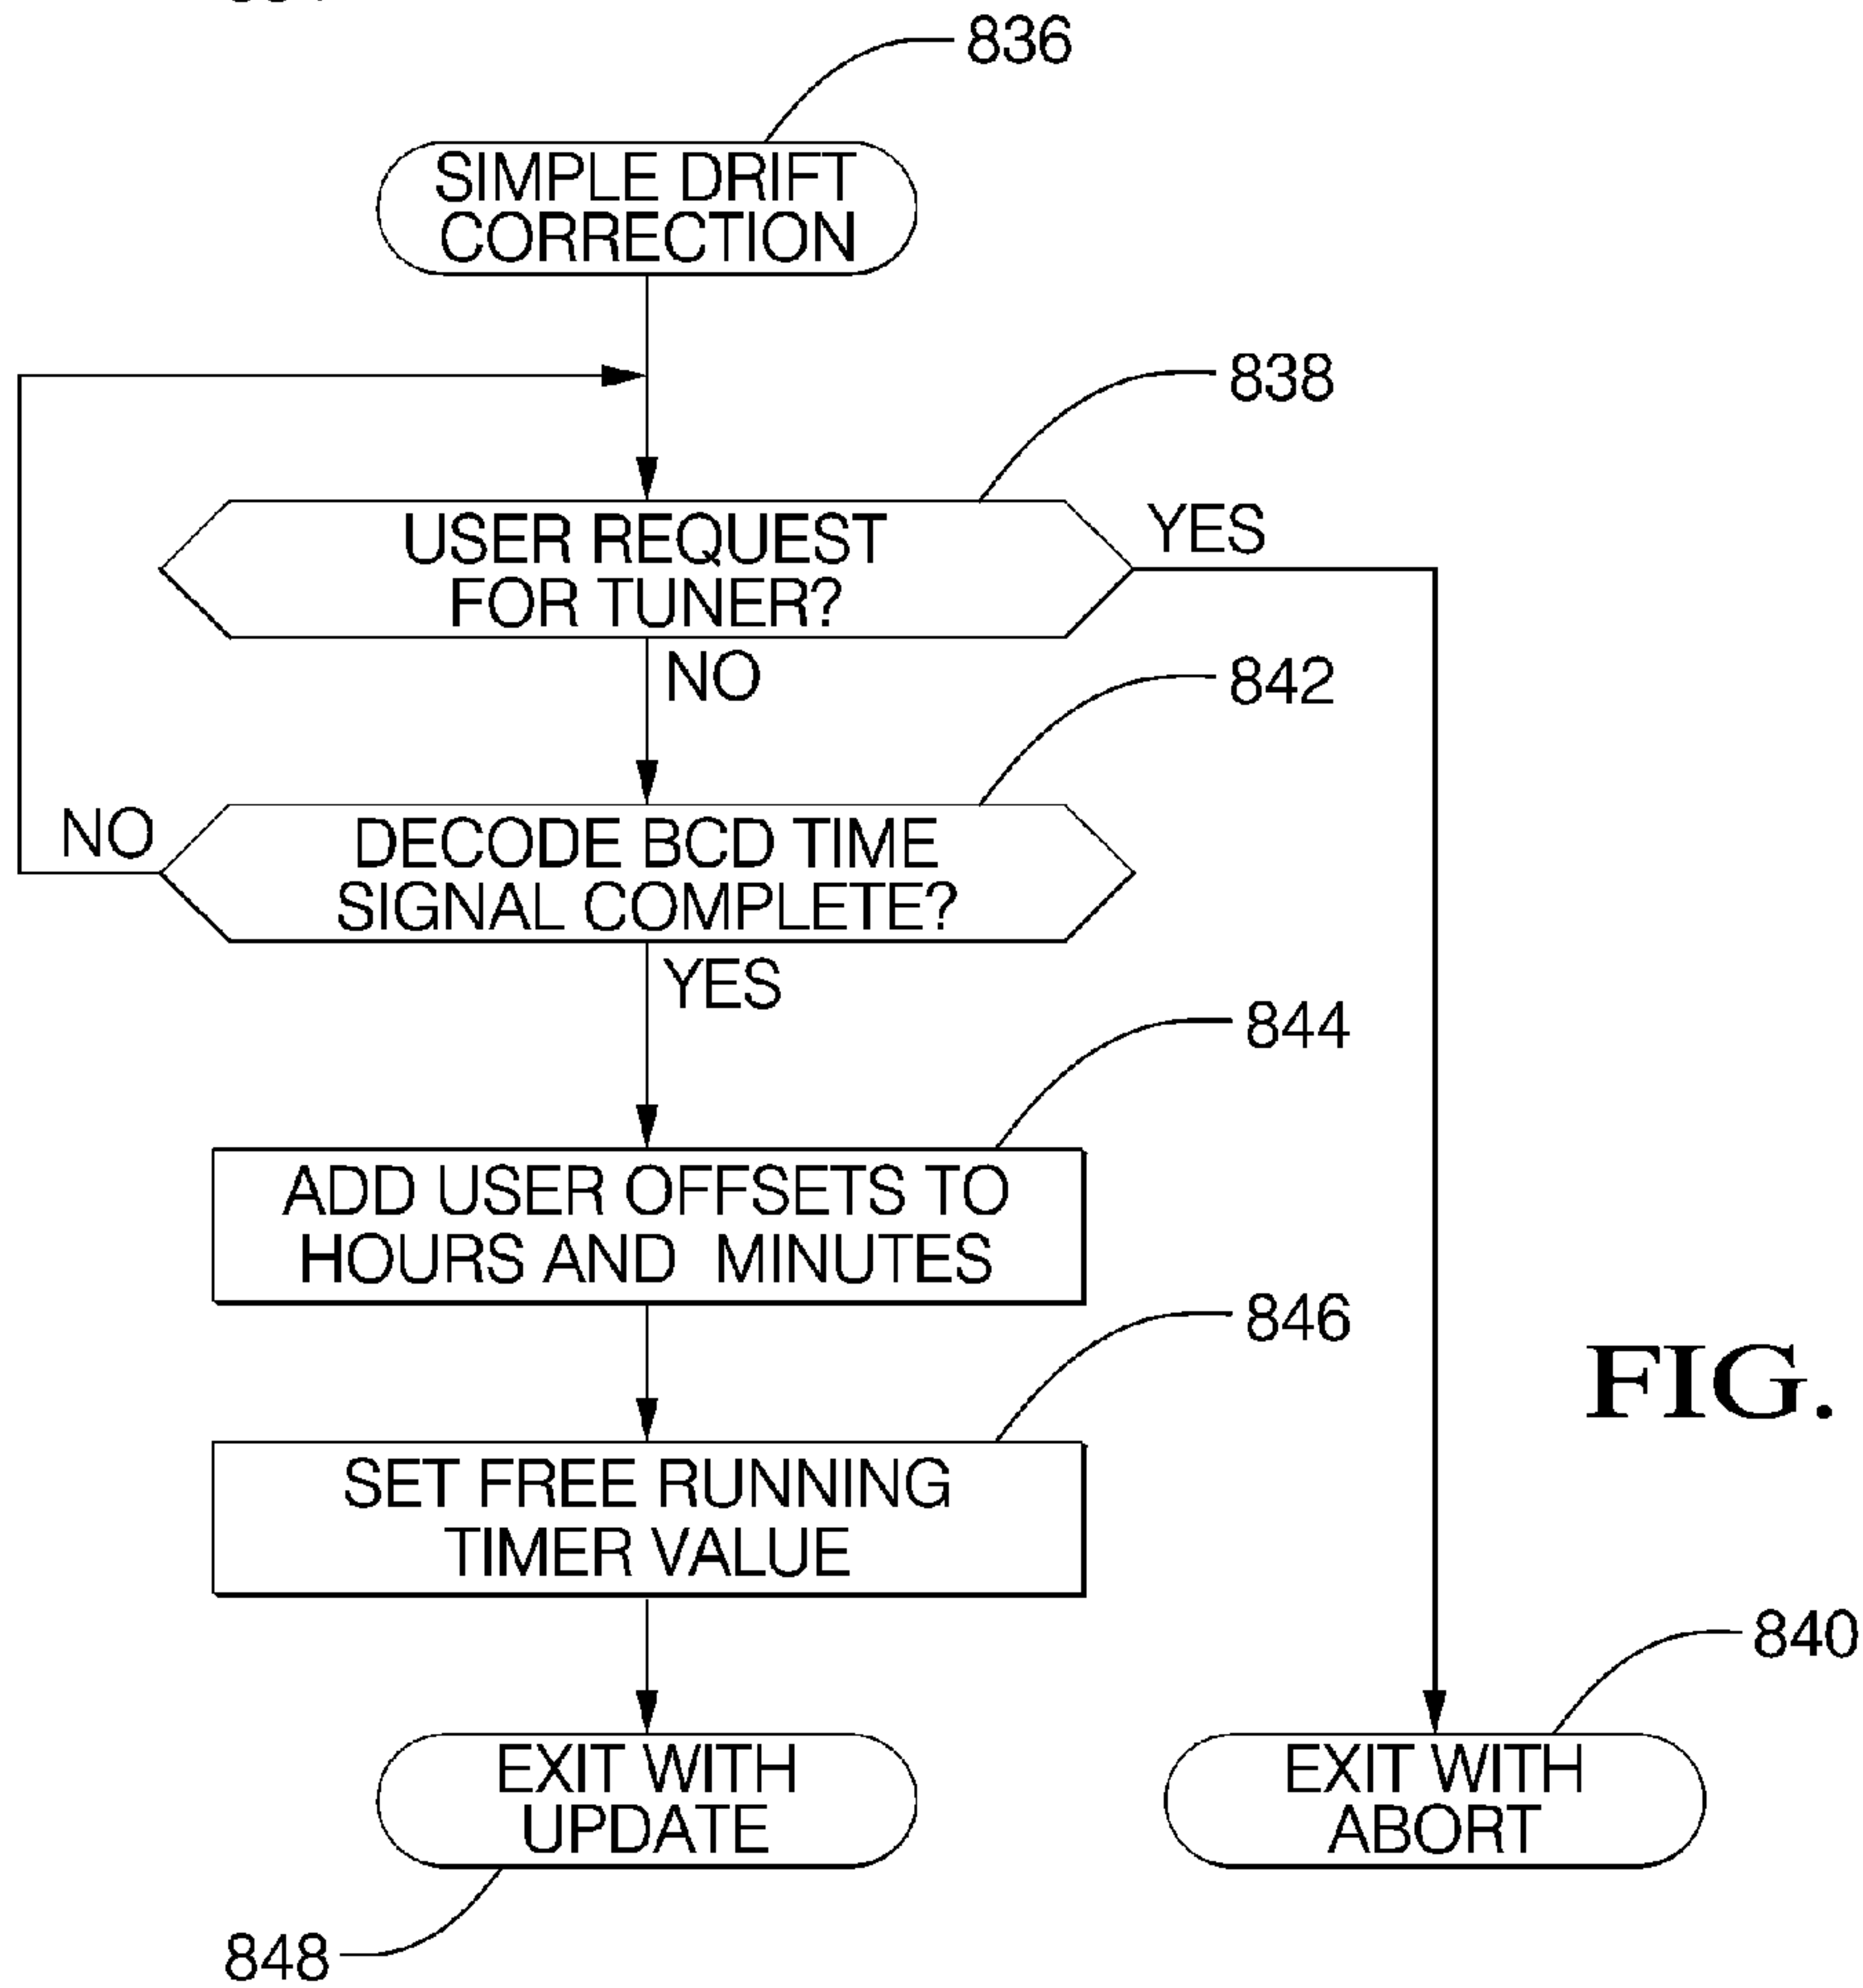 836
SIMPLE DRIFT
CORRECTION
838
USER REQUEST
FOR TUNER?
YES
NO
842
NO
DECODE BCD TIME
SIGNAL COMPLETE?
YES
844
ADD USER OFFSETS TO
HOURS AND MINUTES
846
FIG.
SET FREE RUNNING
TIMER VALUE
840
EXIT WITH
UPDATE
EXIT WITH
ABORT
848